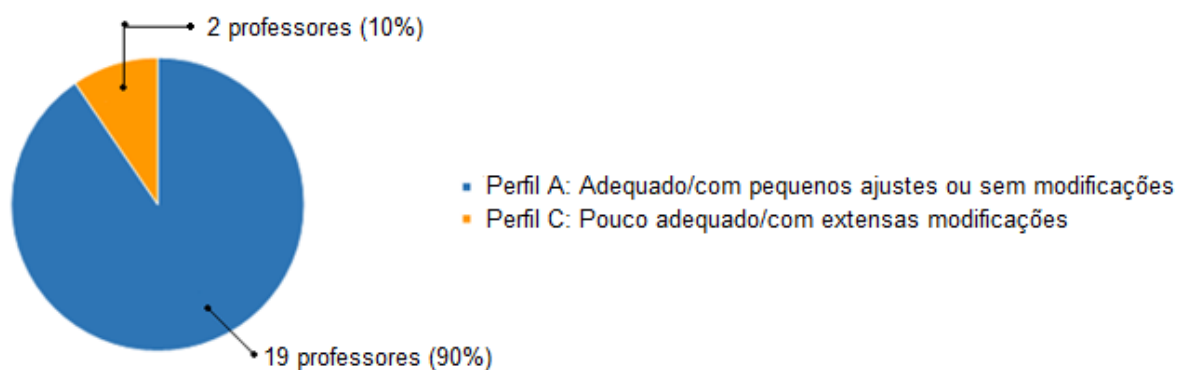 2 professores (10%)
Perfil A: Adequado/com pequenos ajustes ou sem modificações
Perfil C: Pouco adequado/com extensas modificações
19 professores (90%)